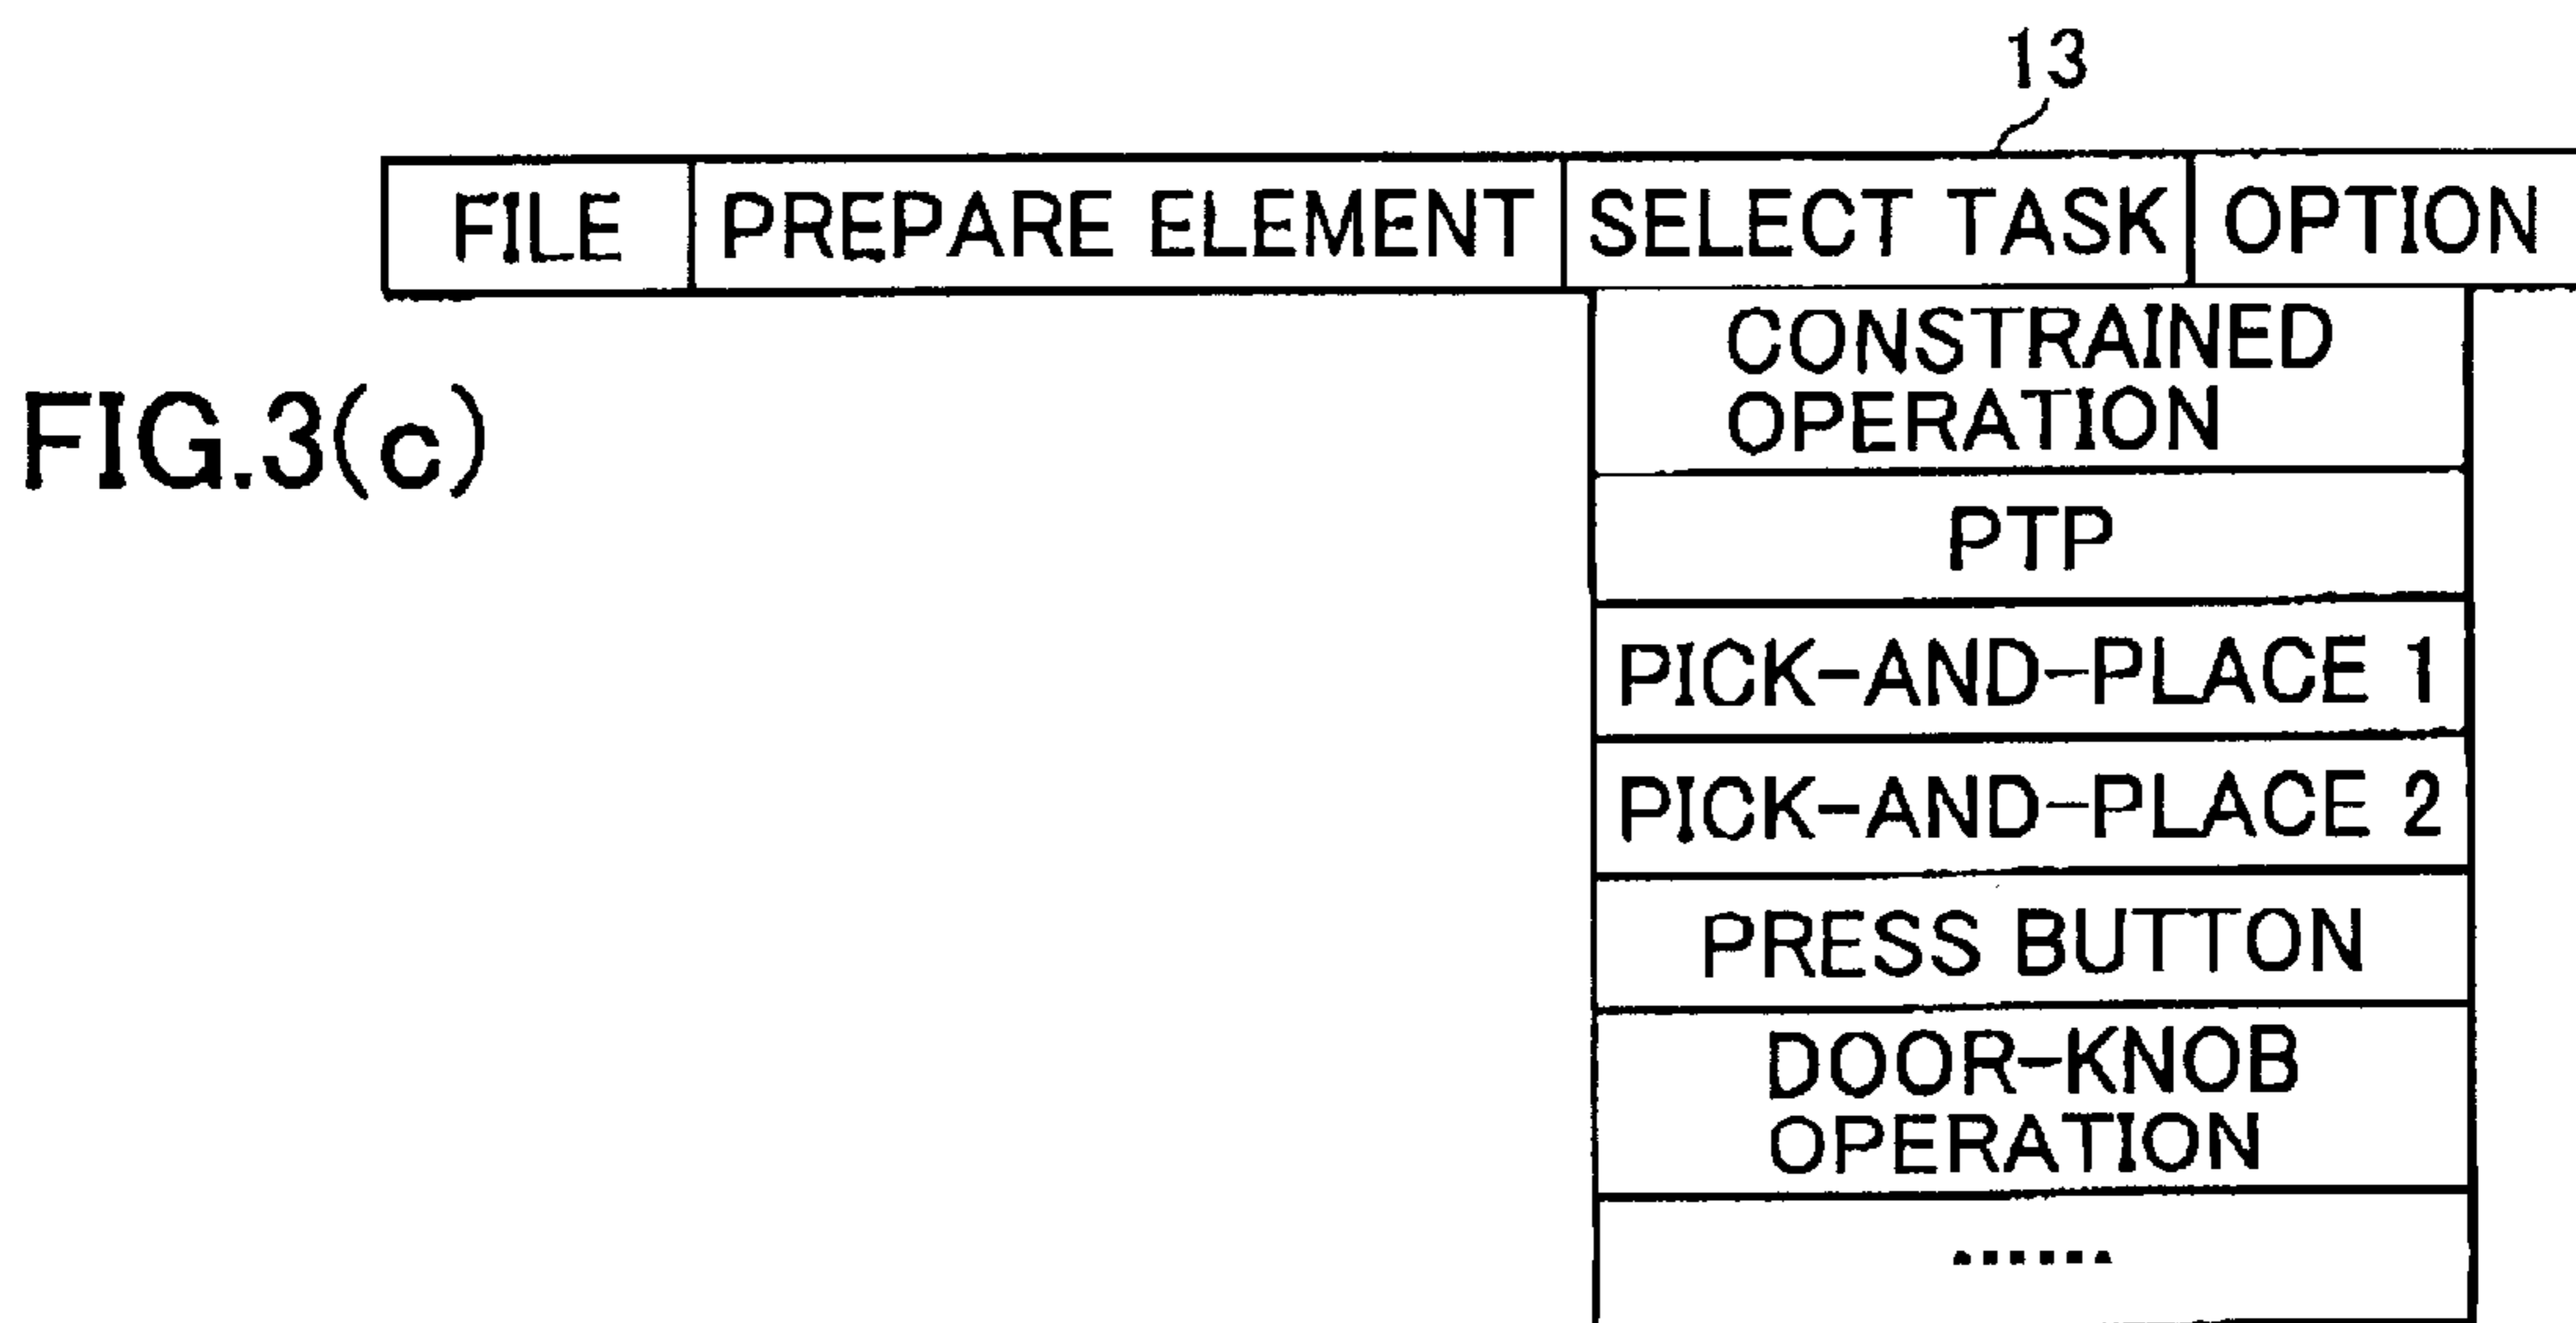 13
FILE PREPARE ELEMENT SELECT TASK OPTION
CONSTRAINED
OPERATION
FIG.3(c)
PTP
PICK-AND-PLACE 1
PICK-AND-PLACE 2
PRESS BUTTON
DOOR-KNOB
OPERATION
......